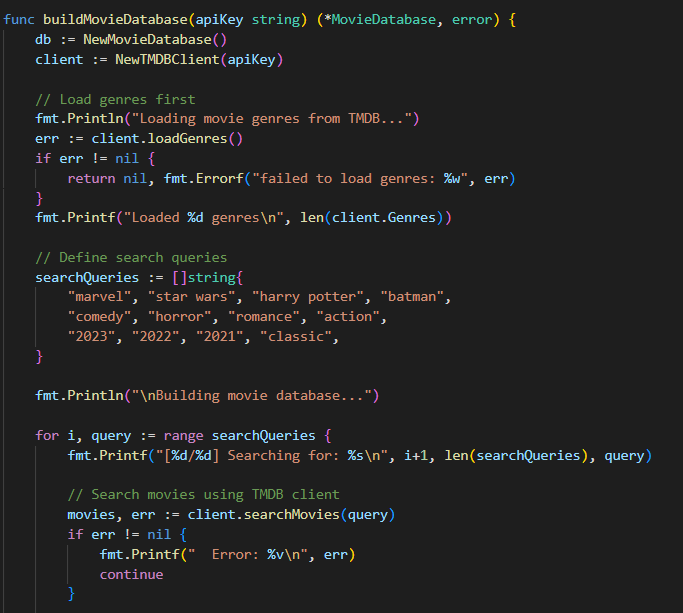 func buildMovieDatabase(apiKey string) (*MovieDatabase, error) {
    db := NewMovieDatabase()
    client := NewTMDBClient(apiKey)

    // Load genres first
    fmt.Println("Loading movie genres from TMDB...")
    err := client.loadGenres()
    if err != nil {
        return nil, fmt.Errorf("failed to load genres: %w", err)
    }
    fmt.Printf("Loaded %d genres\n", len(client.Genres))

    // Define search queries
    searchQueries := []string{
        "marvel", "star wars", "harry potter", "batman",
        "comedy", "horror", "romance", "action",
        "2023", "2022", "2021", "classic",
    }

    fmt.Println("\nBuilding movie database...")

    for i, query := range searchQueries {
        fmt.Printf("[%d/%d] Searching for: %s\n", i+1, len(searchQueries), query)

        // Search movies using TMDB client
        movies, err := client.searchMovies(query)
        if err != nil {
            fmt.Printf("  Error: %v\n", err)
            continue
        }